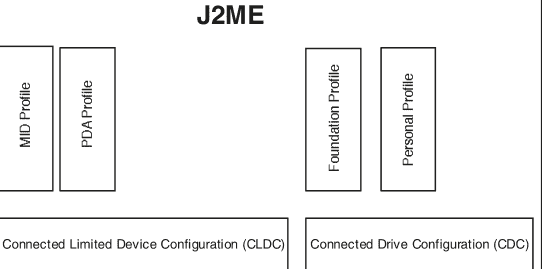 J2ME
MID Profile
PDA Profile
Foundation Profile
Personal Profile
Connected Limited Device Configuration (CLDC)
Connected Drive Configuration (CDC)